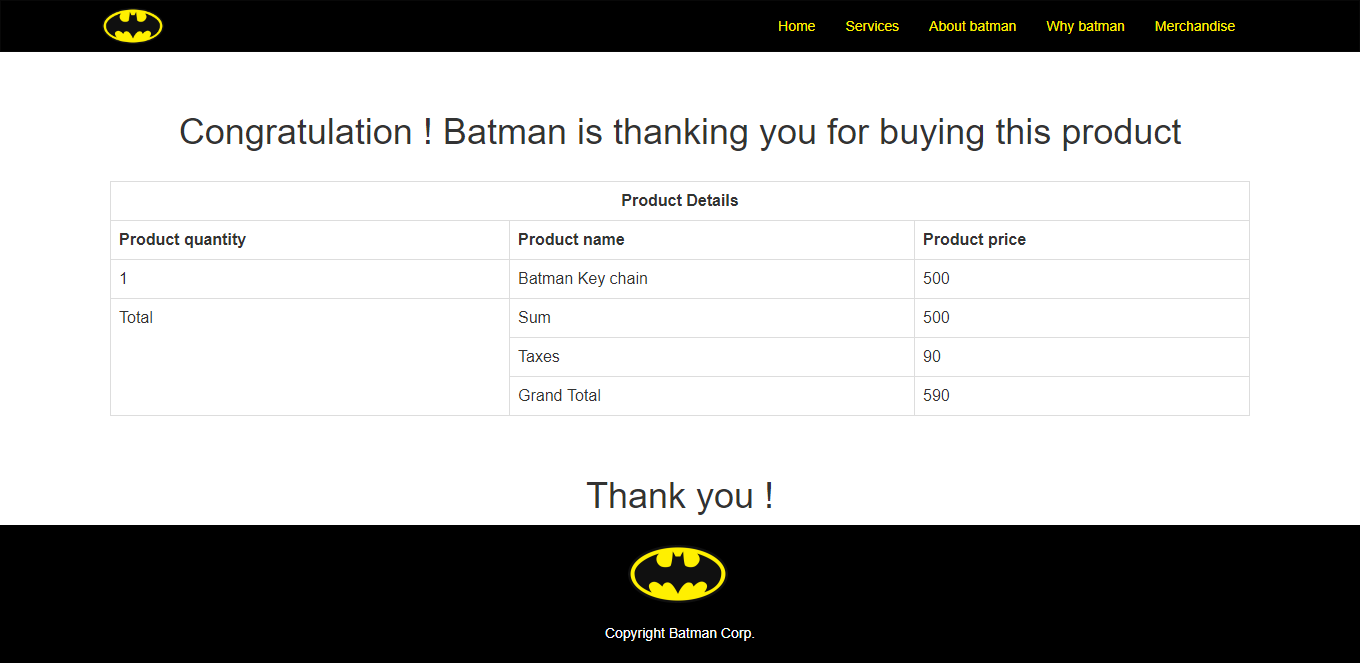 Home Services About batman Why batman Merchandise
Congratulation ! Batman is thanking you for buying this product
Product Details
Product quantity Product name Product price
1 Batman Key chain 500
Total Sum 500
Taxes 90
Grand Total 590
Thank you !
Copyright Batman Corp.